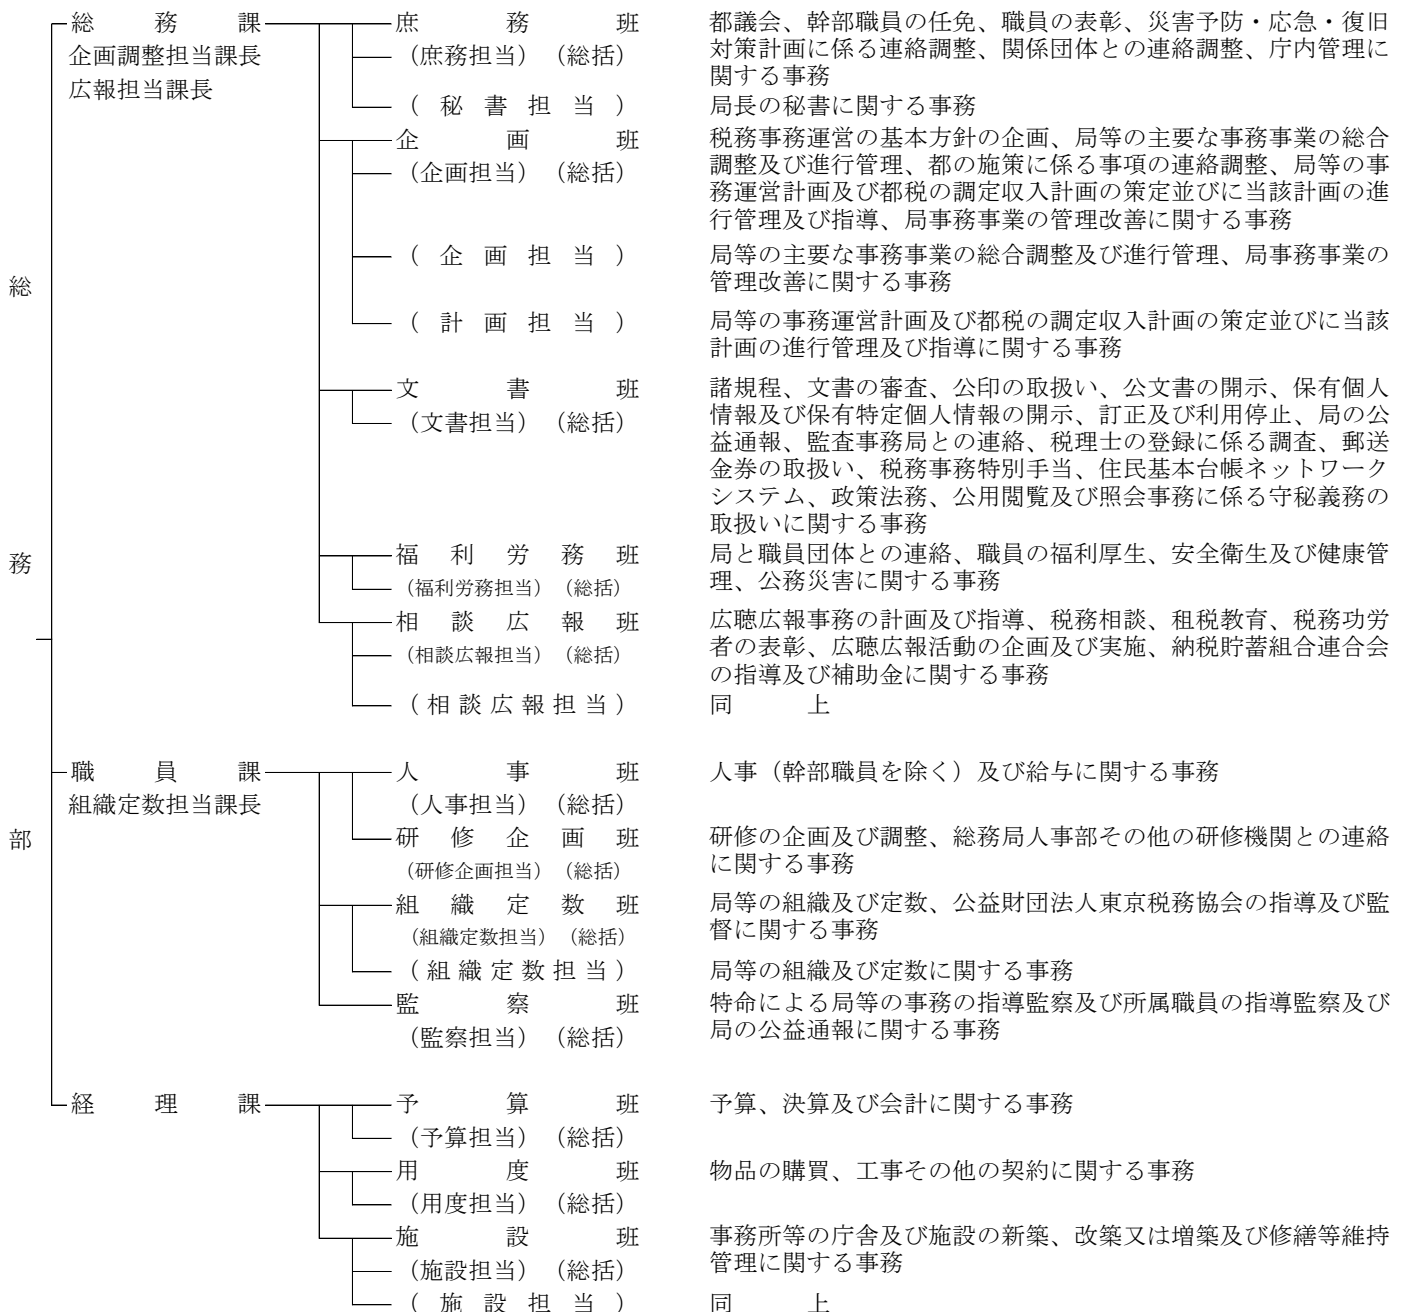 総務部
総務課
企画調整担当課長
広報担当課長
庶務班
(庶務担当)(総括)
都議会、幹部職員の任免、職員の表彰、災害予防・応急・復旧
対策計画に係る連絡調整、関係団体との連絡調整、庁内管理に
関する事務
(秘書担当)
局長の秘書に関する事務
企画班
(企画担当)(総括)
税務事務運営の基本方針の企画、局等の主要な事務事業の総合
調整及び進行管理、都の施策に係る事項の連絡調整、局等の事
務運営計画及び都税の調定収入計画の策定並びに当該計画の進
行管理及び指導、局事務事業の管理改善に関する事務
(企画担当)
局等の主要な事務事業の総合調整及び進行管理、局事務事業の
管理改善に関する事務
(計画担当)
局等の事務運営計画及び都税の調定収入計画の策定並びに当該
計画の進行管理及び指導に関する事務
文書班
(文書担当)(総括)
諸規程、文書の審査、公印の取扱い、公文書の開示、保有個人
情報及び保有特定個人情報の開示、訂正及び利用停止、局の公
益通報、監査事務局との連絡、税理士の登録に係る調査、郵送
金券の取扱い、税務事務特別手当、住民基本台帳ネットワーク
システム、政策法務、公用閲覧及び照会事務に係る守秘義務の
取扱いに関する事務
福利労務班
(福利労務担当)(総括)
局と職員団体との連絡、職員の福利厚生、安全衛生及び健康管
理、公務災害に関する事務
相談広報班
(相談広報担当)(総括)
広聴広報事務の計画及び指導、税務相談、租税教育、税務功労
者の表彰、広聴広報活動の企画及び実施、納税貯蓄組合連合会
の指導及び補助金に関する事務
(相談広報担当)
同上
職員課
組織定数担当課長
人事班
(人事担当)(総括)
人事(幹部職員を除く)及び給与に関する事務
研修企画班
(研修企画担当)(総括)
研修の企画及び調整、総務局人事部その他の研修機関との連絡
に関する事務
組織定数班
(組織定数担当)(総括)
局等の組織及び定数、公益財団法人東京税務協会の指導及び監
督に関する事務
(組織定数担当)
局等の組織及び定数に関する事務
監察班
(監察担当)(総括)
特命による局等の事務の指導監察及び所属職員の指導監察及び
局の公益通報に関する事務
経理課
予算班
(予算担当)(総括)
予算、決算及び会計に関する事務
用度班
(用度担当)(総括)
物品の購買、工事その他の契約に関する事務
施設班
(施設担当)(総括)
事務所等の庁舎及び施設の新築、改築又は増築及び修繕等維持
管理に関する事務
(施設担当)
同上